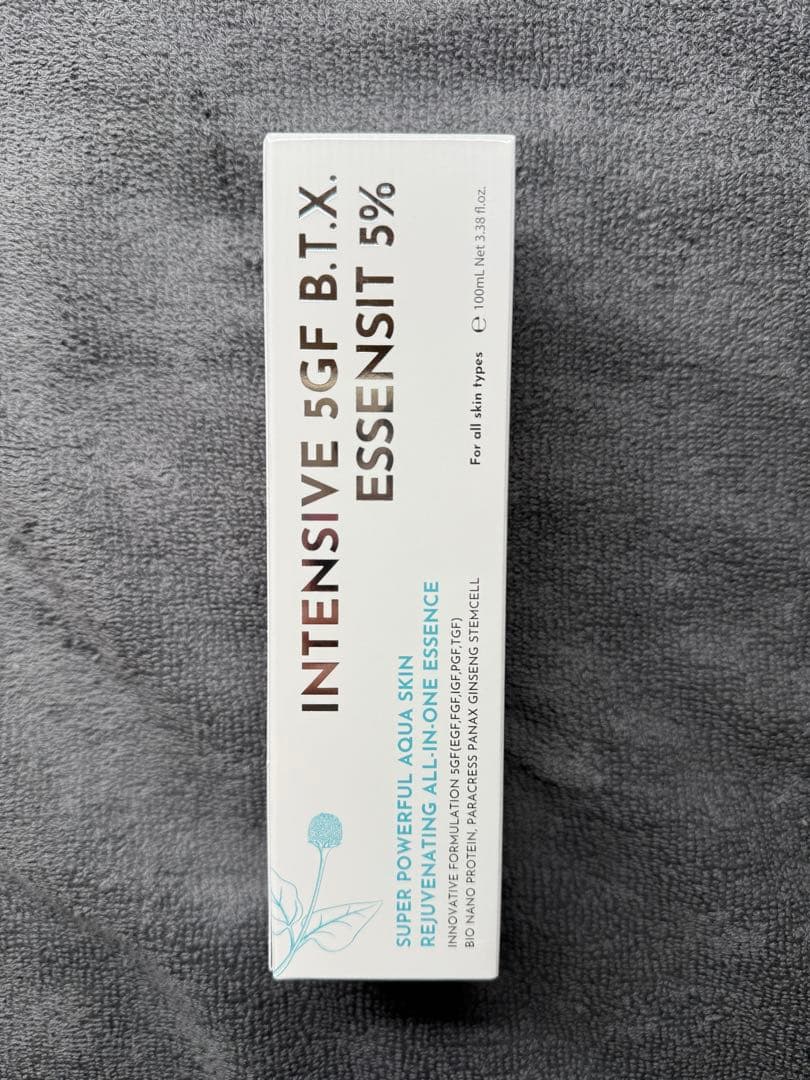 INTENSIVE 5GF B.T.X.
ESSENSIT 5%
SUPER POWERFUL AQUA SKIN
REJUVENATING ALL-IN-ONE ESSENCE
INNOVATIVE FORMULATION 5GF(EGF,FGF,IGF,PGF,TGF)
BIO NANO PROTEIN, PARACRESS PANAX GINSENG STEMCELL
For all skin types ℮ 100mL Net 3.38 fl.oz.